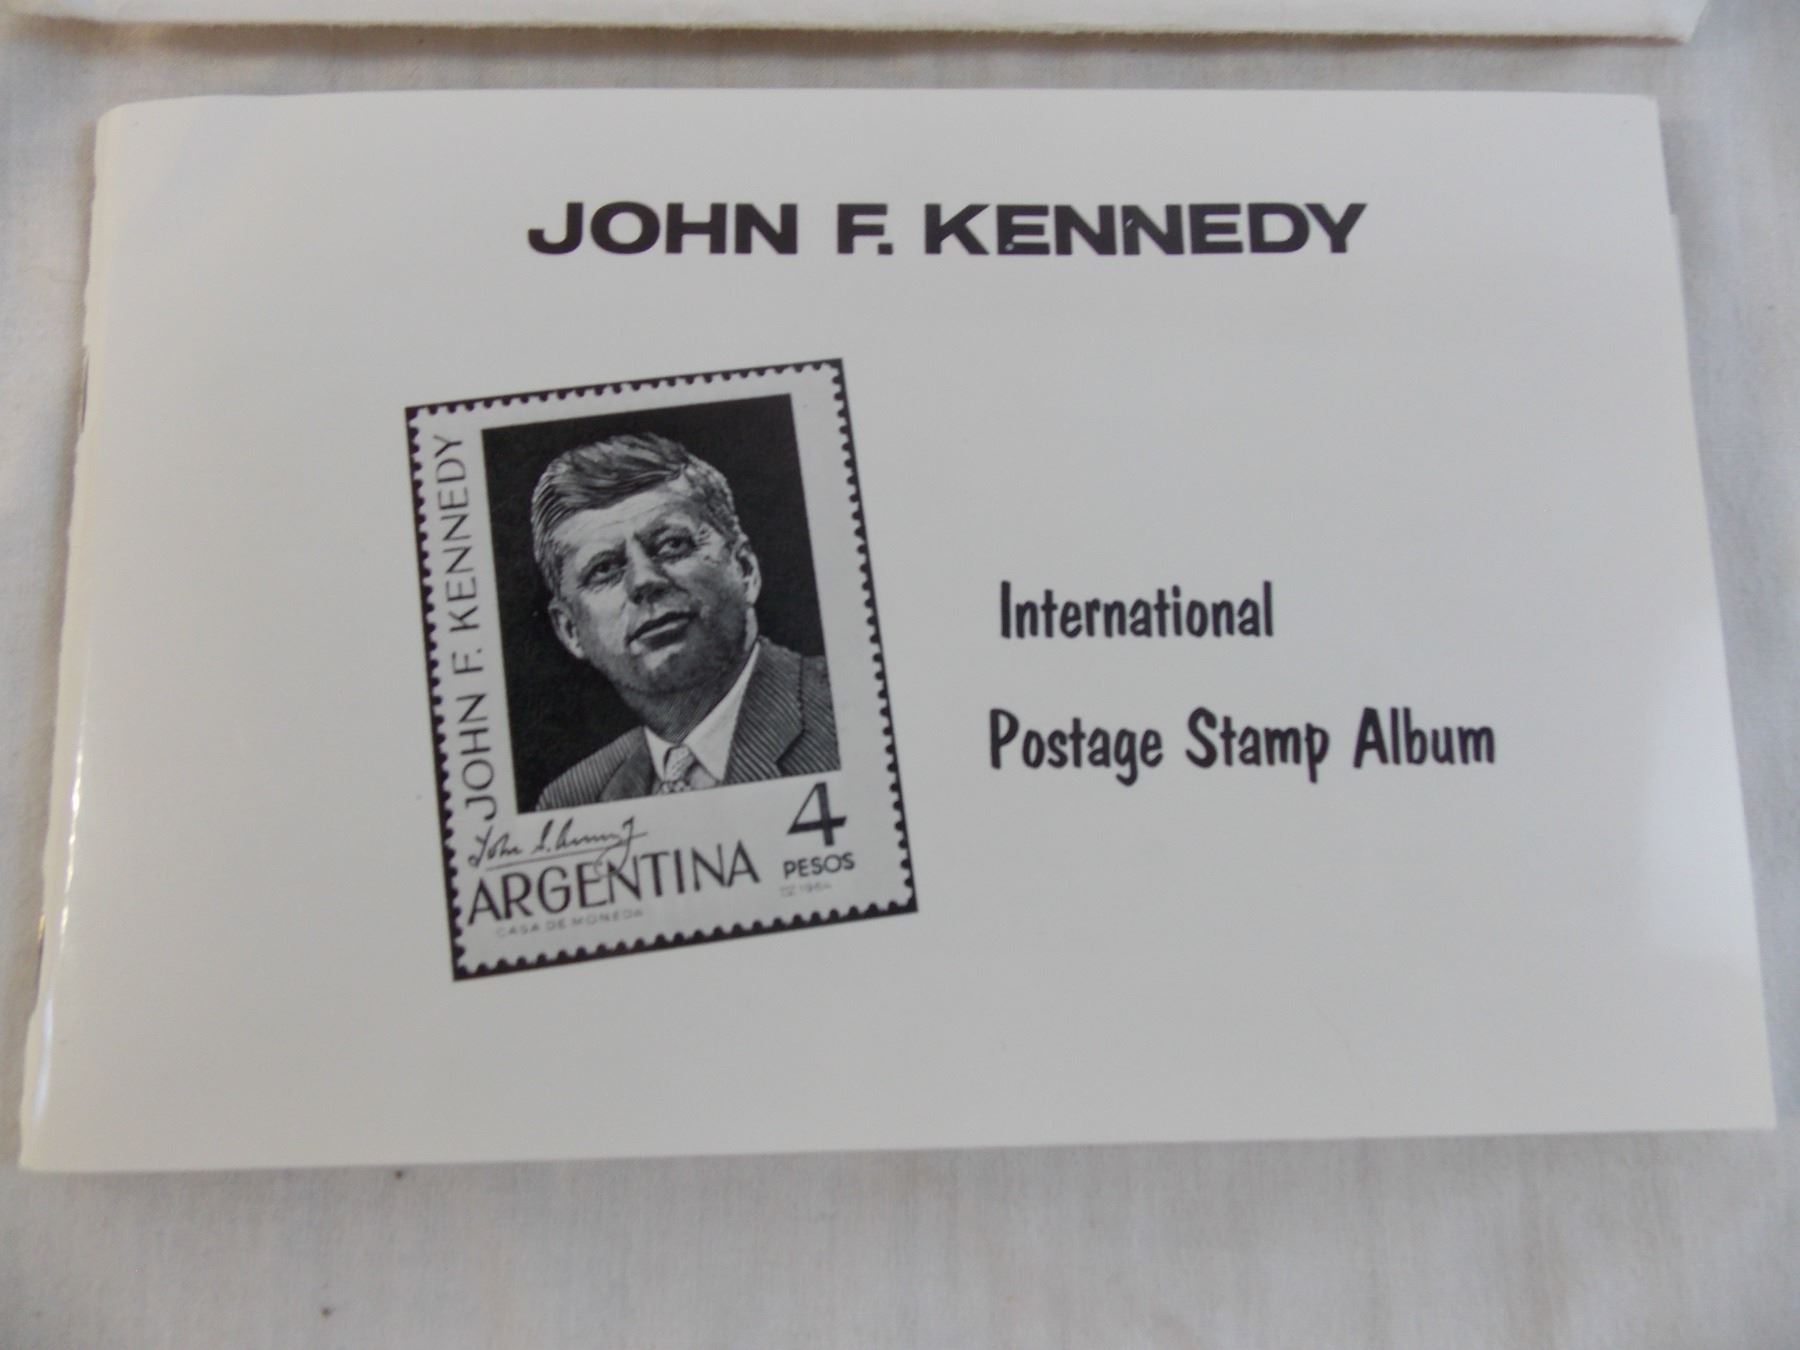 JOHN F. KENNEDY
JOHN F. KENNEDY
4
PESOS
ARGENTINA
CASA DE MONEDA
International
Postage Stamp Album